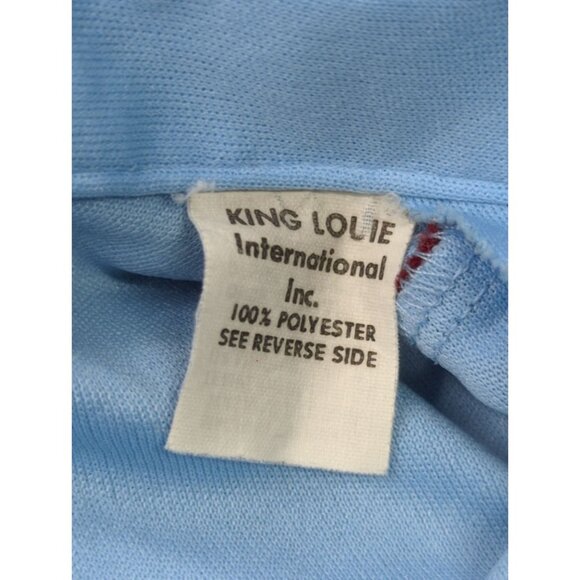 KING LOUIE
International
Inc.
100% POLYESTER
SEE REVERSE SIDE